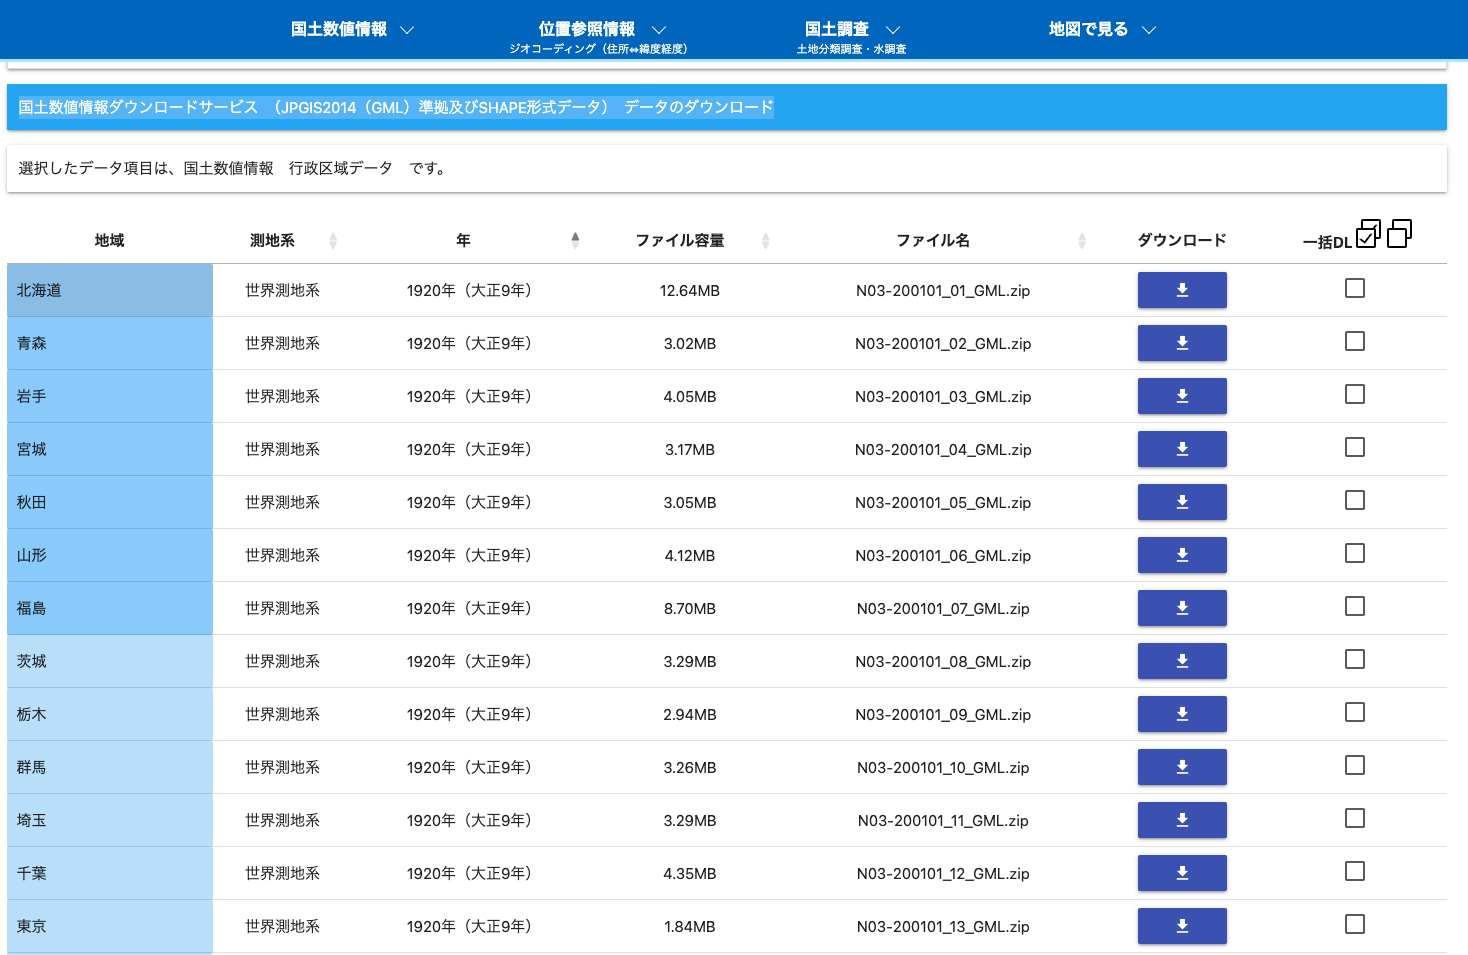 国土数値情報 位置参照情報 国土調査 地図で見る
ジオコーディング（住所⇔緯度経度） 土地分類調査・水調査
国土数値情報ダウンロードサービス　（JPGIS2014（GML）準拠及びSHAPE形式データ）　データのダウンロード
選択したデータ項目は、国土数値情報　行政区域データ　です。
地域 測地系 年 ファイル容量 ファイル名 ダウンロード 一括DL
北海道 世界測地系 1920年（大正9年） 12.64MB N03-200101_01_GML.zip
青森 世界測地系 1920年（大正9年） 3.02MB N03-200101_02_GML.zip
岩手 世界測地系 1920年（大正9年） 4.05MB N03-200101_03_GML.zip
宮城 世界測地系 1920年（大正9年） 3.17MB N03-200101_04_GML.zip
秋田 世界測地系 1920年（大正9年） 3.05MB N03-200101_05_GML.zip
山形 世界測地系 1920年（大正9年） 4.12MB N03-200101_06_GML.zip
福島 世界測地系 1920年（大正9年） 8.70MB N03-200101_07_GML.zip
茨城 世界測地系 1920年（大正9年） 3.29MB N03-200101_08_GML.zip
栃木 世界測地系 1920年（大正9年） 2.94MB N03-200101_09_GML.zip
群馬 世界測地系 1920年（大正9年） 3.26MB N03-200101_10_GML.zip
埼玉 世界測地系 1920年（大正9年） 3.29MB N03-200101_11_GML.zip
千葉 世界測地系 1920年（大正9年） 4.35MB N03-200101_12_GML.zip
東京 世界測地系 1920年（大正9年） 1.84MB N03-200101_13_GML.zip